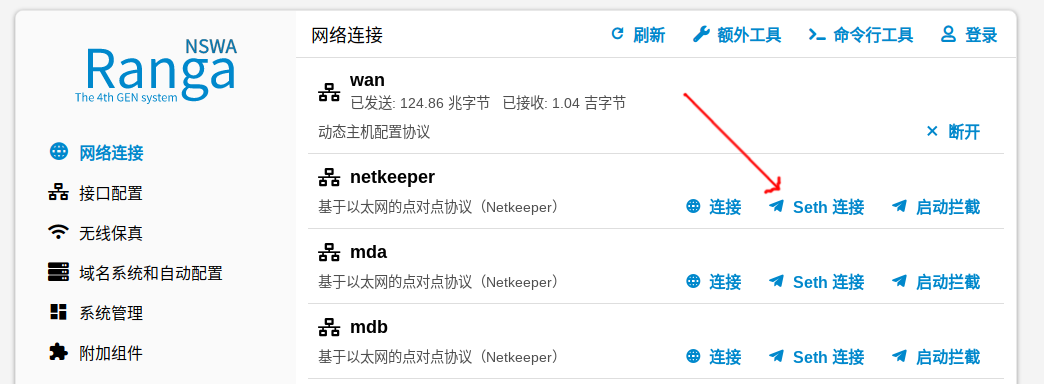 NSWA
Ranga
The 4th GEN system
网络连接
接口配置
无线保真
域名系统和自动配置
系统管理
附加组件
网络连接 刷新 额外工具 命令行工具 登录
wan
已发送: 124.86 兆字节 已接收: 1.04 吉字节
动态主机配置协议 断开
netkeeper
基于以太网的点对点协议（Netkeeper） 连接 Seth 连接 启动拦截
mda
基于以太网的点对点协议（Netkeeper） 连接 Seth 连接 启动拦截
mdb
基于以太网的点对点协议（Netkeeper） 连接 Seth 连接 启动拦截